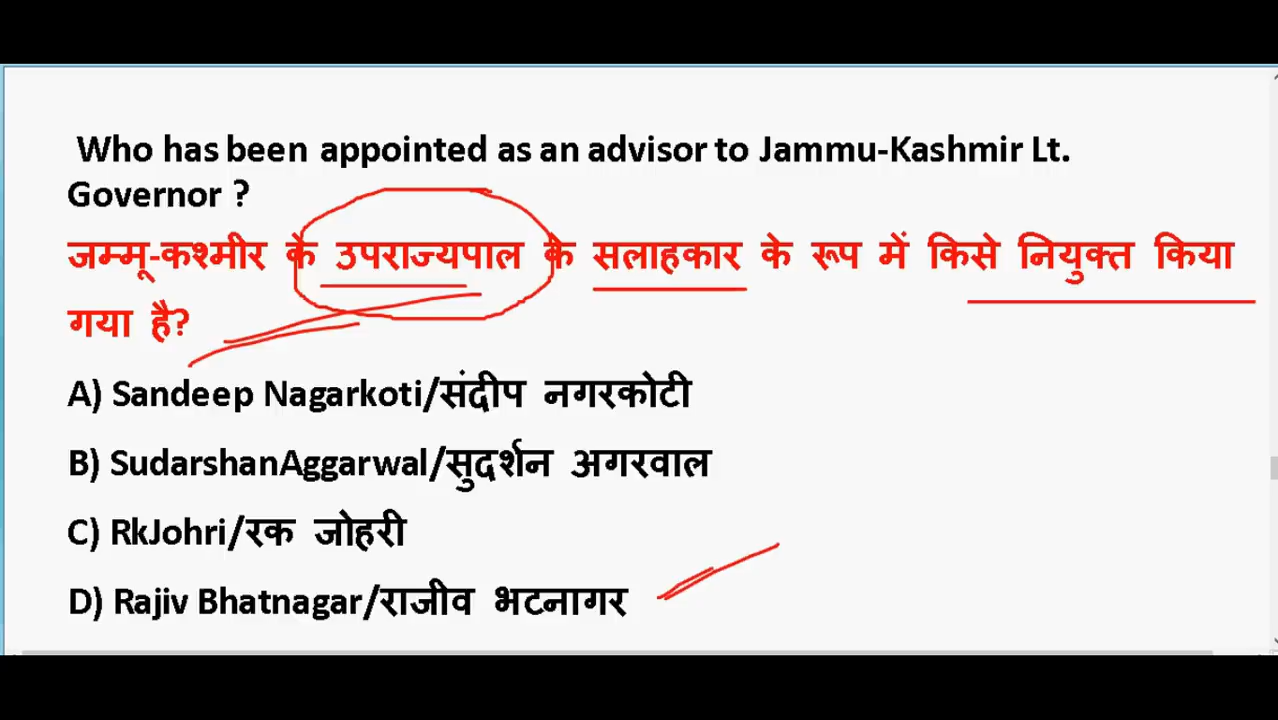 Who has been appointed as an advisor to Jammu-Kashmir Lt.
Governor ?
जम्मू-कश्मीर के उपराज्यपाल के सलाहकार के रूप में किसे नियुक्त किया
गया है?
A) Sandeep Nagarkoti/संदीप नगरकोटी
B) SudarshanAggarwal/सुदर्शन अगरवाल
C) RkJohri/रक जोहरी
D) Rajiv Bhatnagar/राजीव भटनागर